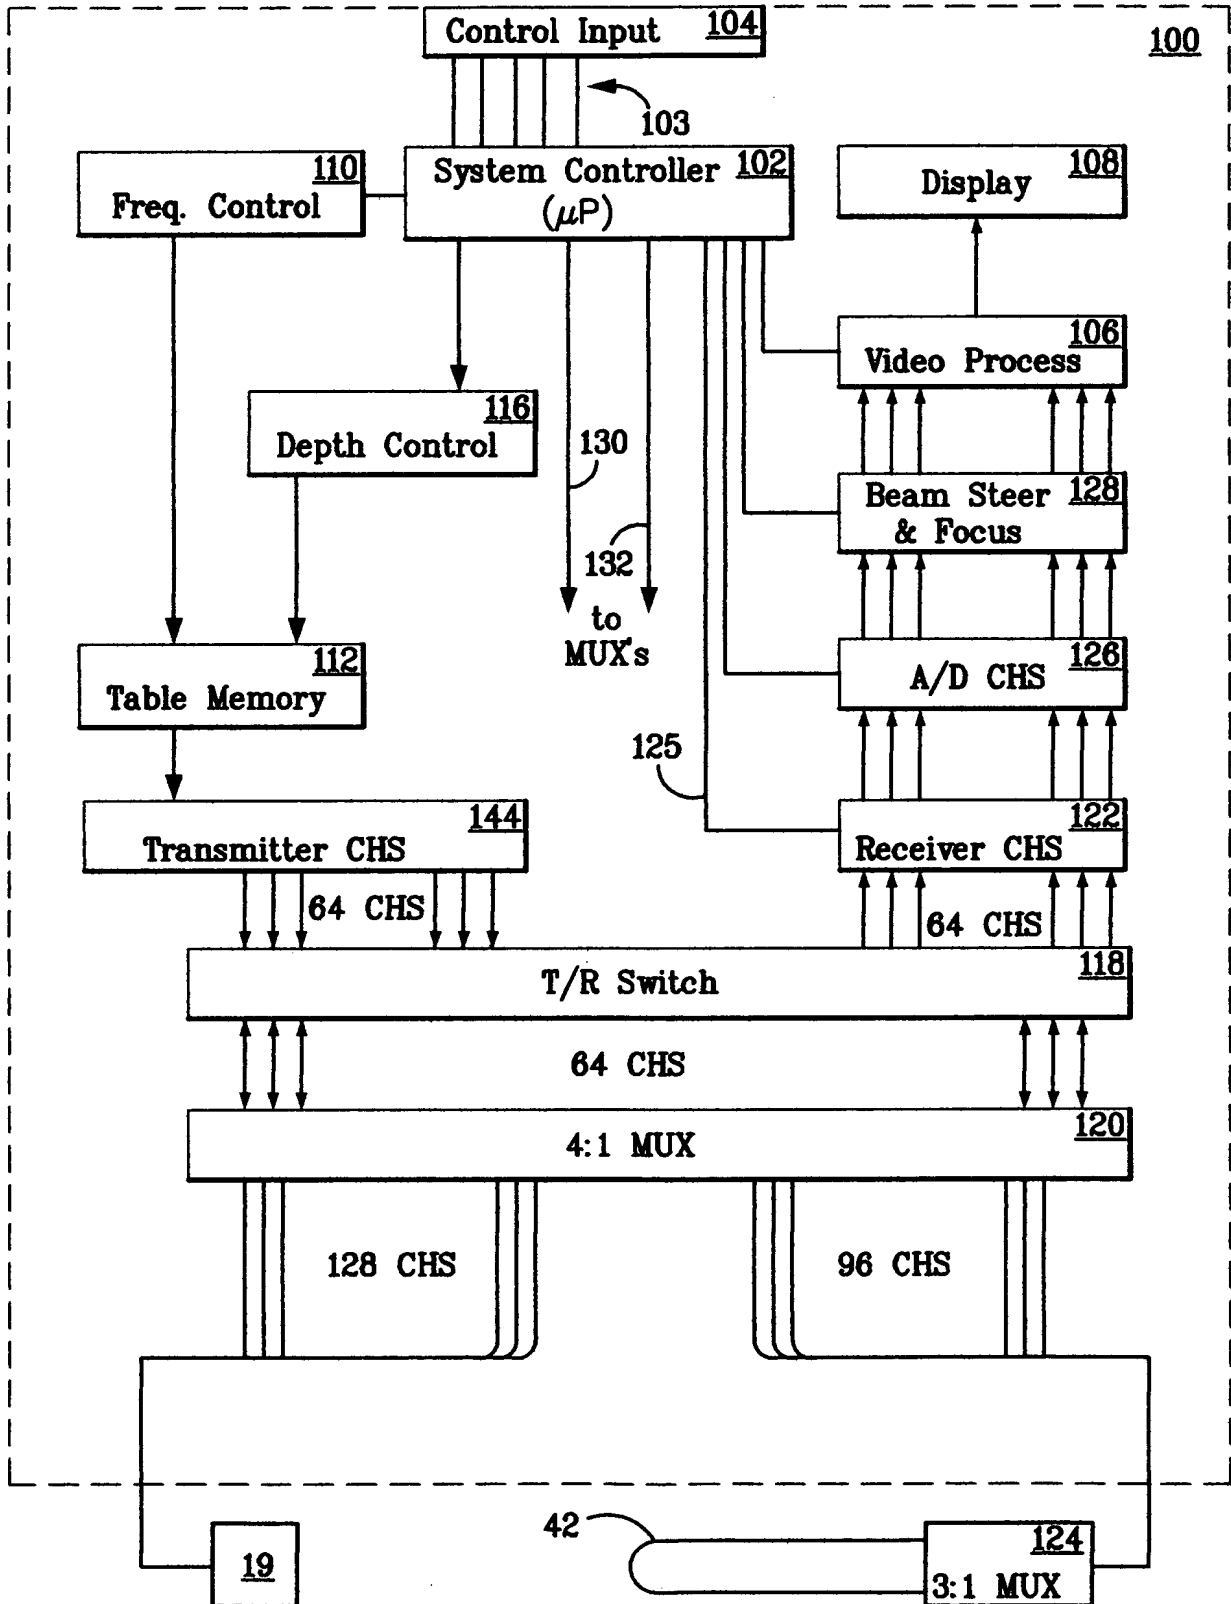 Control Input 104
100
103
110
Freq. Control
System Controller 102
(μP)
108
Display
106
Video Process
116
Depth Control
130
Beam Steer 128
& Focus
132
to
MUX's
112
Table Memory
126
A/D CHS
125
144
Transmitter CHS
122
Receiver CHS
64 CHS
64 CHS
118
T/R Switch
64 CHS
120
4:1 MUX
128 CHS
96 CHS
42
19
124
3:1 MUX